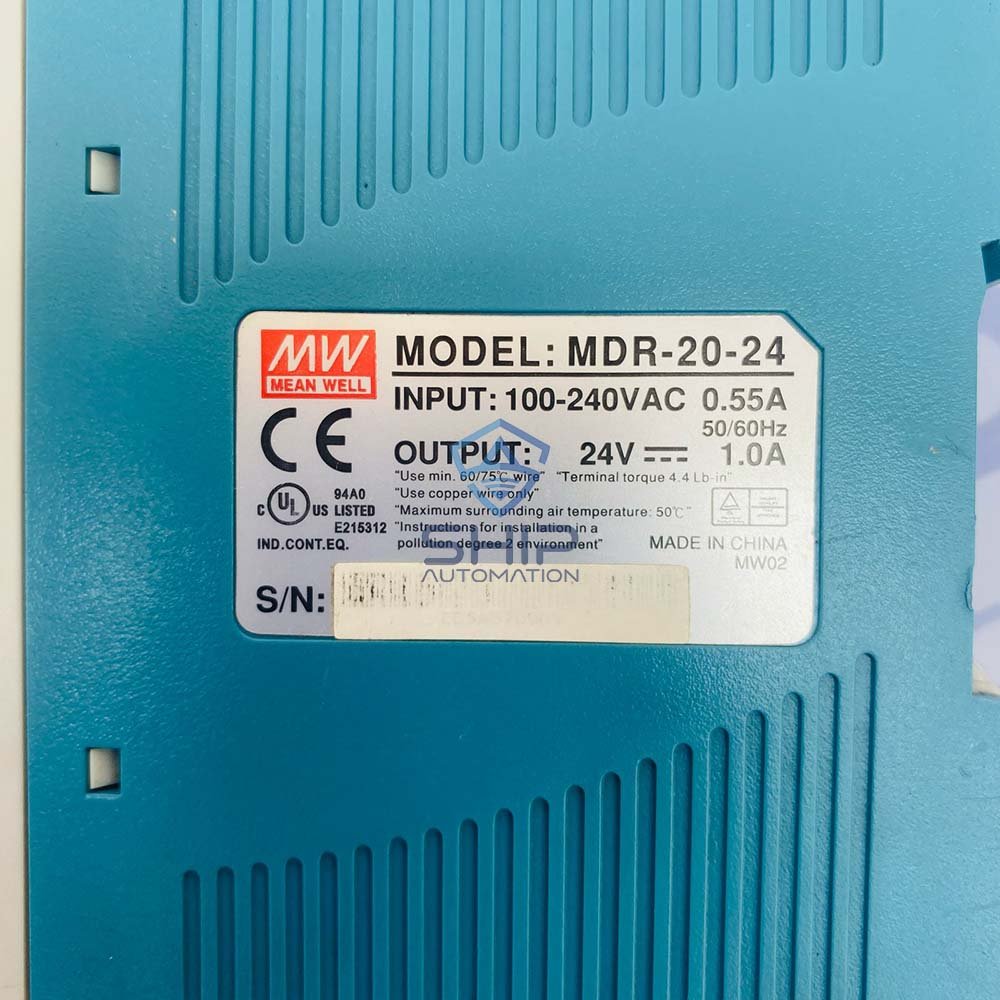 MW
MEAN WELL
MODEL: MDR-20-24
INPUT: 100-240VAC 0.55A
50/60Hz
OUTPUT: 24V 1.0A
"Use min. 60/75℃ wire" "Terminal torque 4.4 Lb-in"
"Use copper wire only"
"Maximum surrounding air temperature: 50℃"
"Instructions for installation in a
pollution degree 2 environment"
CE
C UL US 94A0
LISTED
E215312
IND.CONT.EQ.
MADE IN CHINA
MW02
SHIP
AUTOMATION
S/N: